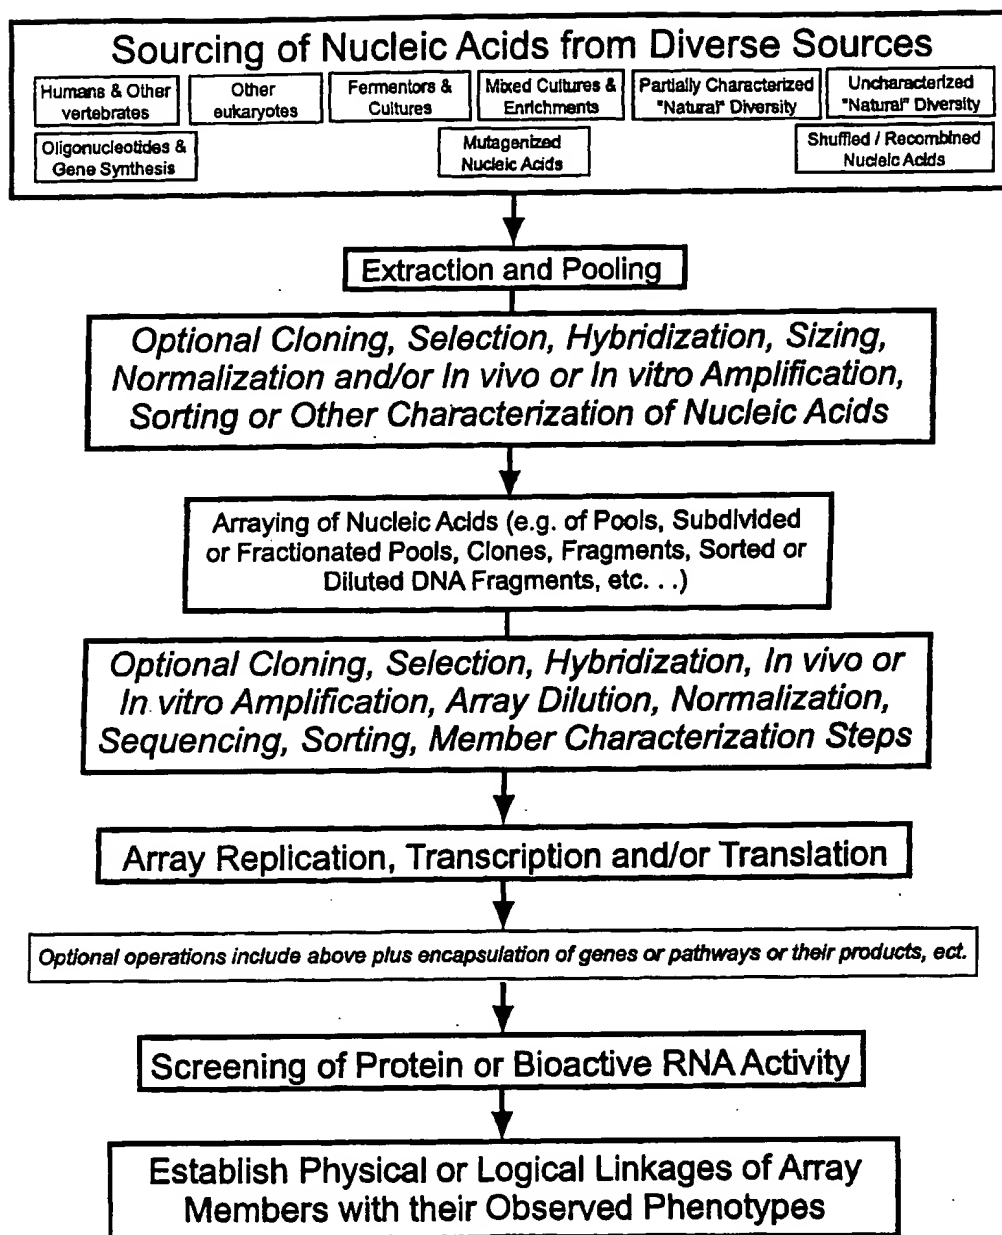 Sourcing of Nucleic Acids from Diverse Sources
Humans & Other
vertebrates
Other
eukaryotes
Fermentors &
Cultures
Mixed Cultures &
Enrichments
Partially Characterized
"Natural" Diversity
Uncharacterized
"Natural" Diversity
Oligonucleotides &
Gene Synthesis
Mutagenized
Nucleic Acids
Shuffled / Recombined
Nucleic Acids
Extraction and Pooling
Optional Cloning, Selection, Hybridization, Sizing,
Normalization and/or In vivo or In vitro Amplification,
Sorting or Other Characterization of Nucleic Acids
Arraying of Nucleic Acids (e.g. of Pools, Subdivided
or Fractionated Pools, Clones, Fragments, Sorted or
Diluted DNA Fragments, etc. . .)
Optional Cloning, Selection, Hybridization, In vivo or
In vitro Amplification, Array Dilution, Normalization,
Sequencing, Sorting, Member Characterization Steps
Array Replication, Transcription and/or Translation
Optional operations include above plus encapsulation of genes or pathways or their products, ect.
Screening of Protein or Bioactive RNA Activity
Establish Physical or Logical Linkages of Array
Members with their Observed Phenotypes